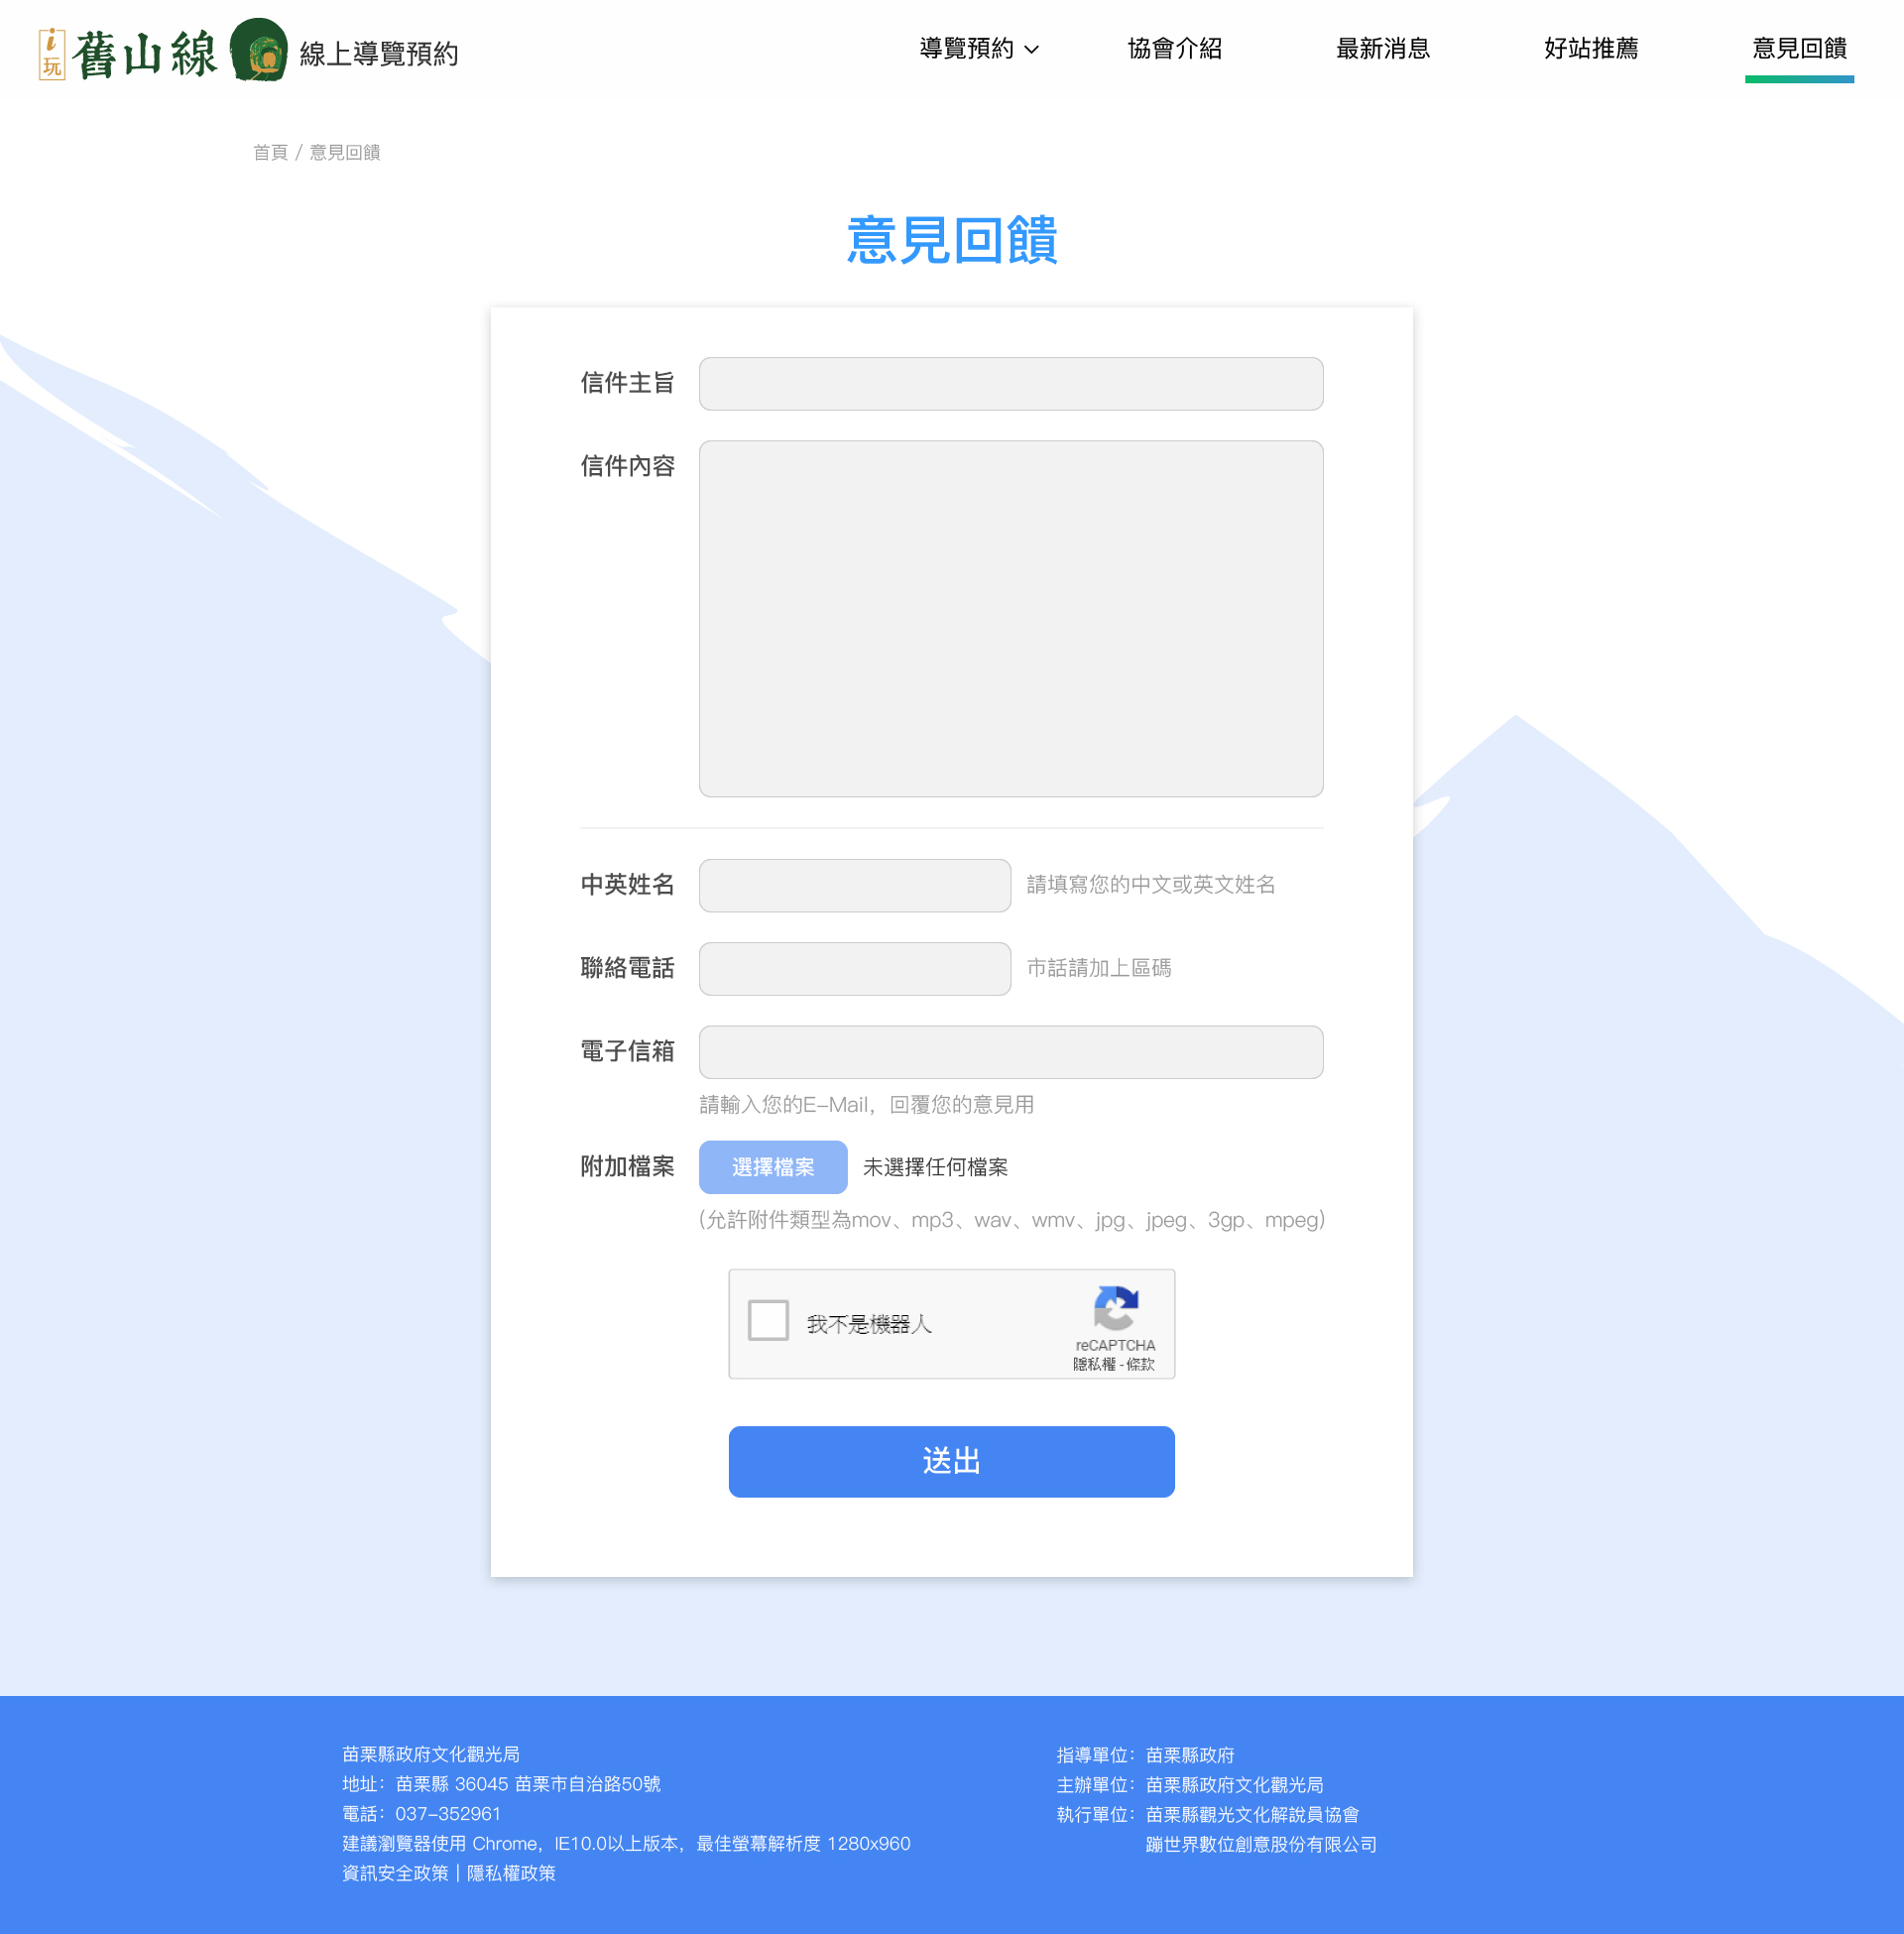 i玩 舊山線 線上導覽預約
導覽預約 協會介紹 最新消息 好站推薦 意見回饋
首頁 / 意見回饋
意見回饋
信件主旨
信件內容
中英姓名 請填寫您的中文或英文姓名
聯絡電話 市話請加上區碼
電子信箱
請輸入您的E-Mail，回覆您的意見用
附加檔案 選擇檔案 未選擇任何檔案
(允許附件類型為mov、mp3、wav、wmv、jpg、jpeg、3gp、mpeg)
我不是機器人
reCAPTCHA
隱私權 - 條款
送出
苗栗縣政府文化觀光局
地址：苗栗縣 36045 苗栗市自治路50號
電話：037-352961
建議瀏覽器使用 Chrome，IE10.0以上版本，最佳螢幕解析度 1280x960
資訊安全政策 | 隱私權政策
指導單位：苗栗縣政府
主辦單位：苗栗縣政府文化觀光局
執行單位：苗栗縣觀光文化解說員協會
蹦世界數位創意股份有限公司